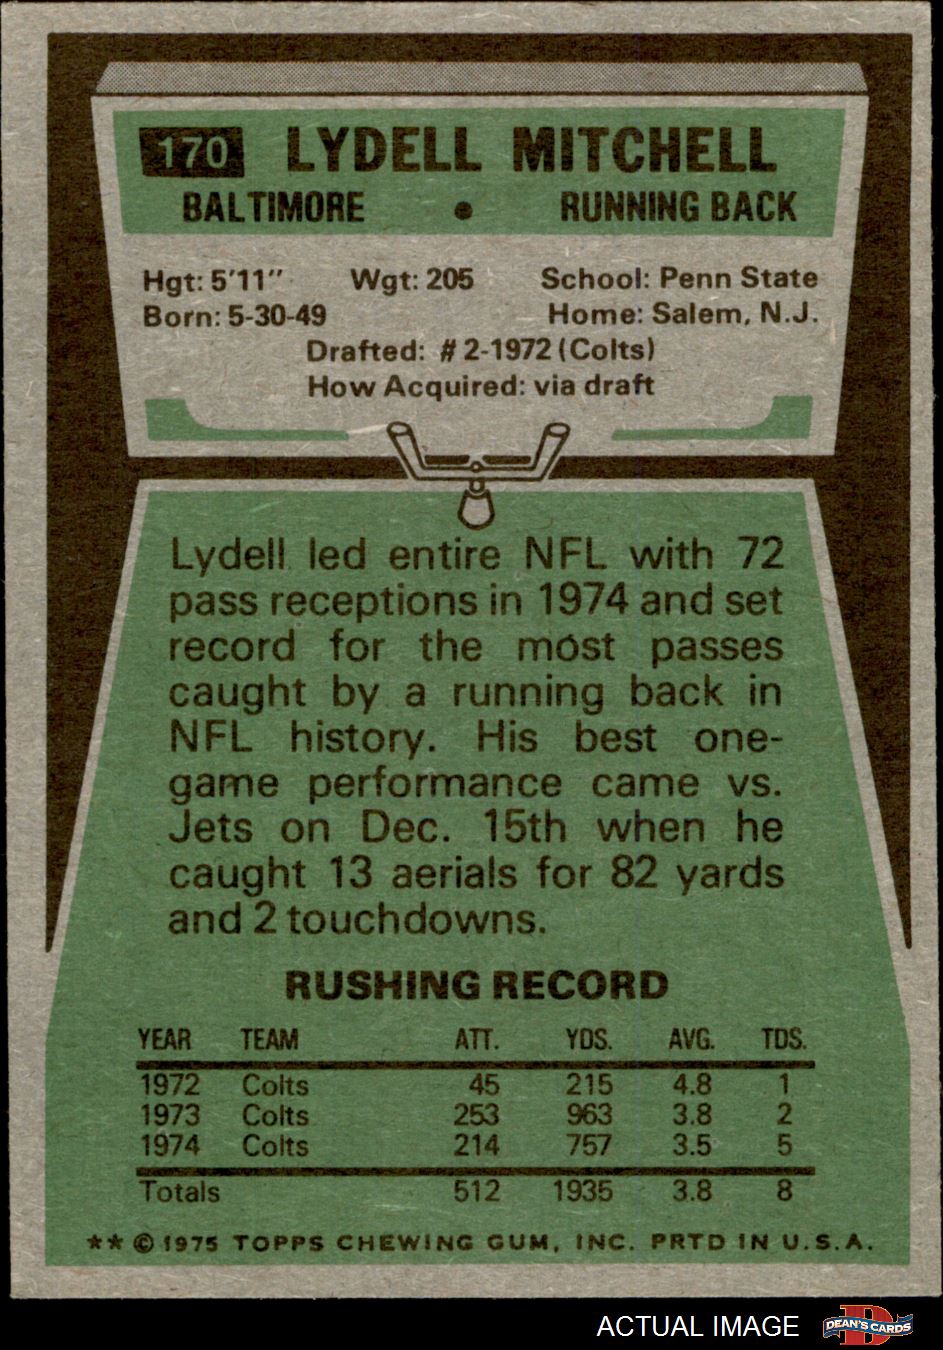 170 LYDELL MITCHELL
BALTIMORE • RUNNING BACK
Hgt: 5'11" Wgt: 205 School: Penn State
Born: 5-30-49 Home: Salem, N.J.
Drafted: # 2-1972 (Colts)
How Acquired: via draft
Lydell led entire NFL with 72
pass receptions in 1974 and set
record for the most passes
caught by a running back in
NFL history. His best one-
game performance came vs.
Jets on Dec. 15th when he
caught 13 aerials for 82 yards
and 2 touchdowns.
RUSHING RECORD
YEAR TEAM ATT. YDS. AVG. TDS.
1972 Colts 45 215 4.8 1
1973 Colts 253 963 3.8 2
1974 Colts 214 757 3.5 5
Totals 512 1935 3.8 8
** © 1975 TOPPS CHEWING GUM, INC. PRTD IN U.S.A.
ACTUAL IMAGE DEAN'S CARDS